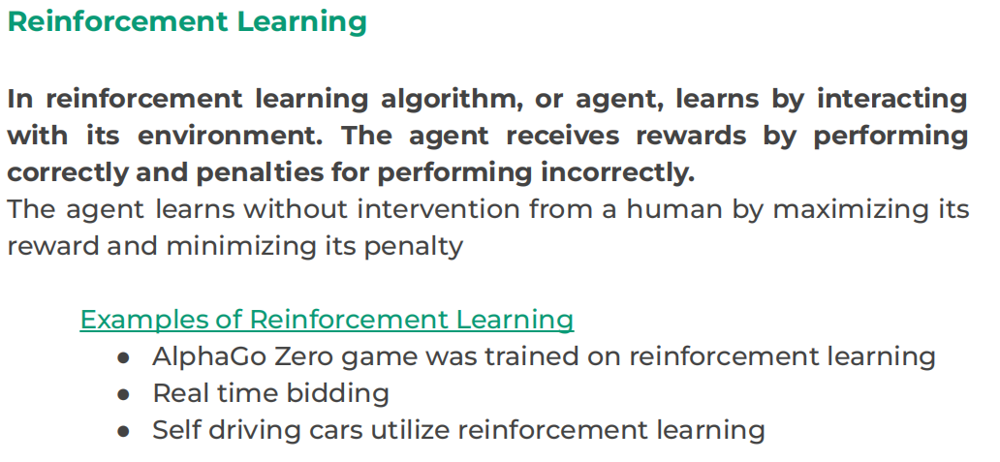 Reinforcement Learning
In reinforcement learning algorithm, or agent, learns by interacting
with its environment. The agent receives rewards by performing
correctly and penalties for performing incorrectly.
The agent learns without intervention from a human by maximizing its
reward and minimizing its penalty
Examples of Reinforcement Learning
● AlphaGo Zero game was trained on reinforcement learning
● Real time bidding
● Self driving cars utilize reinforcement learning